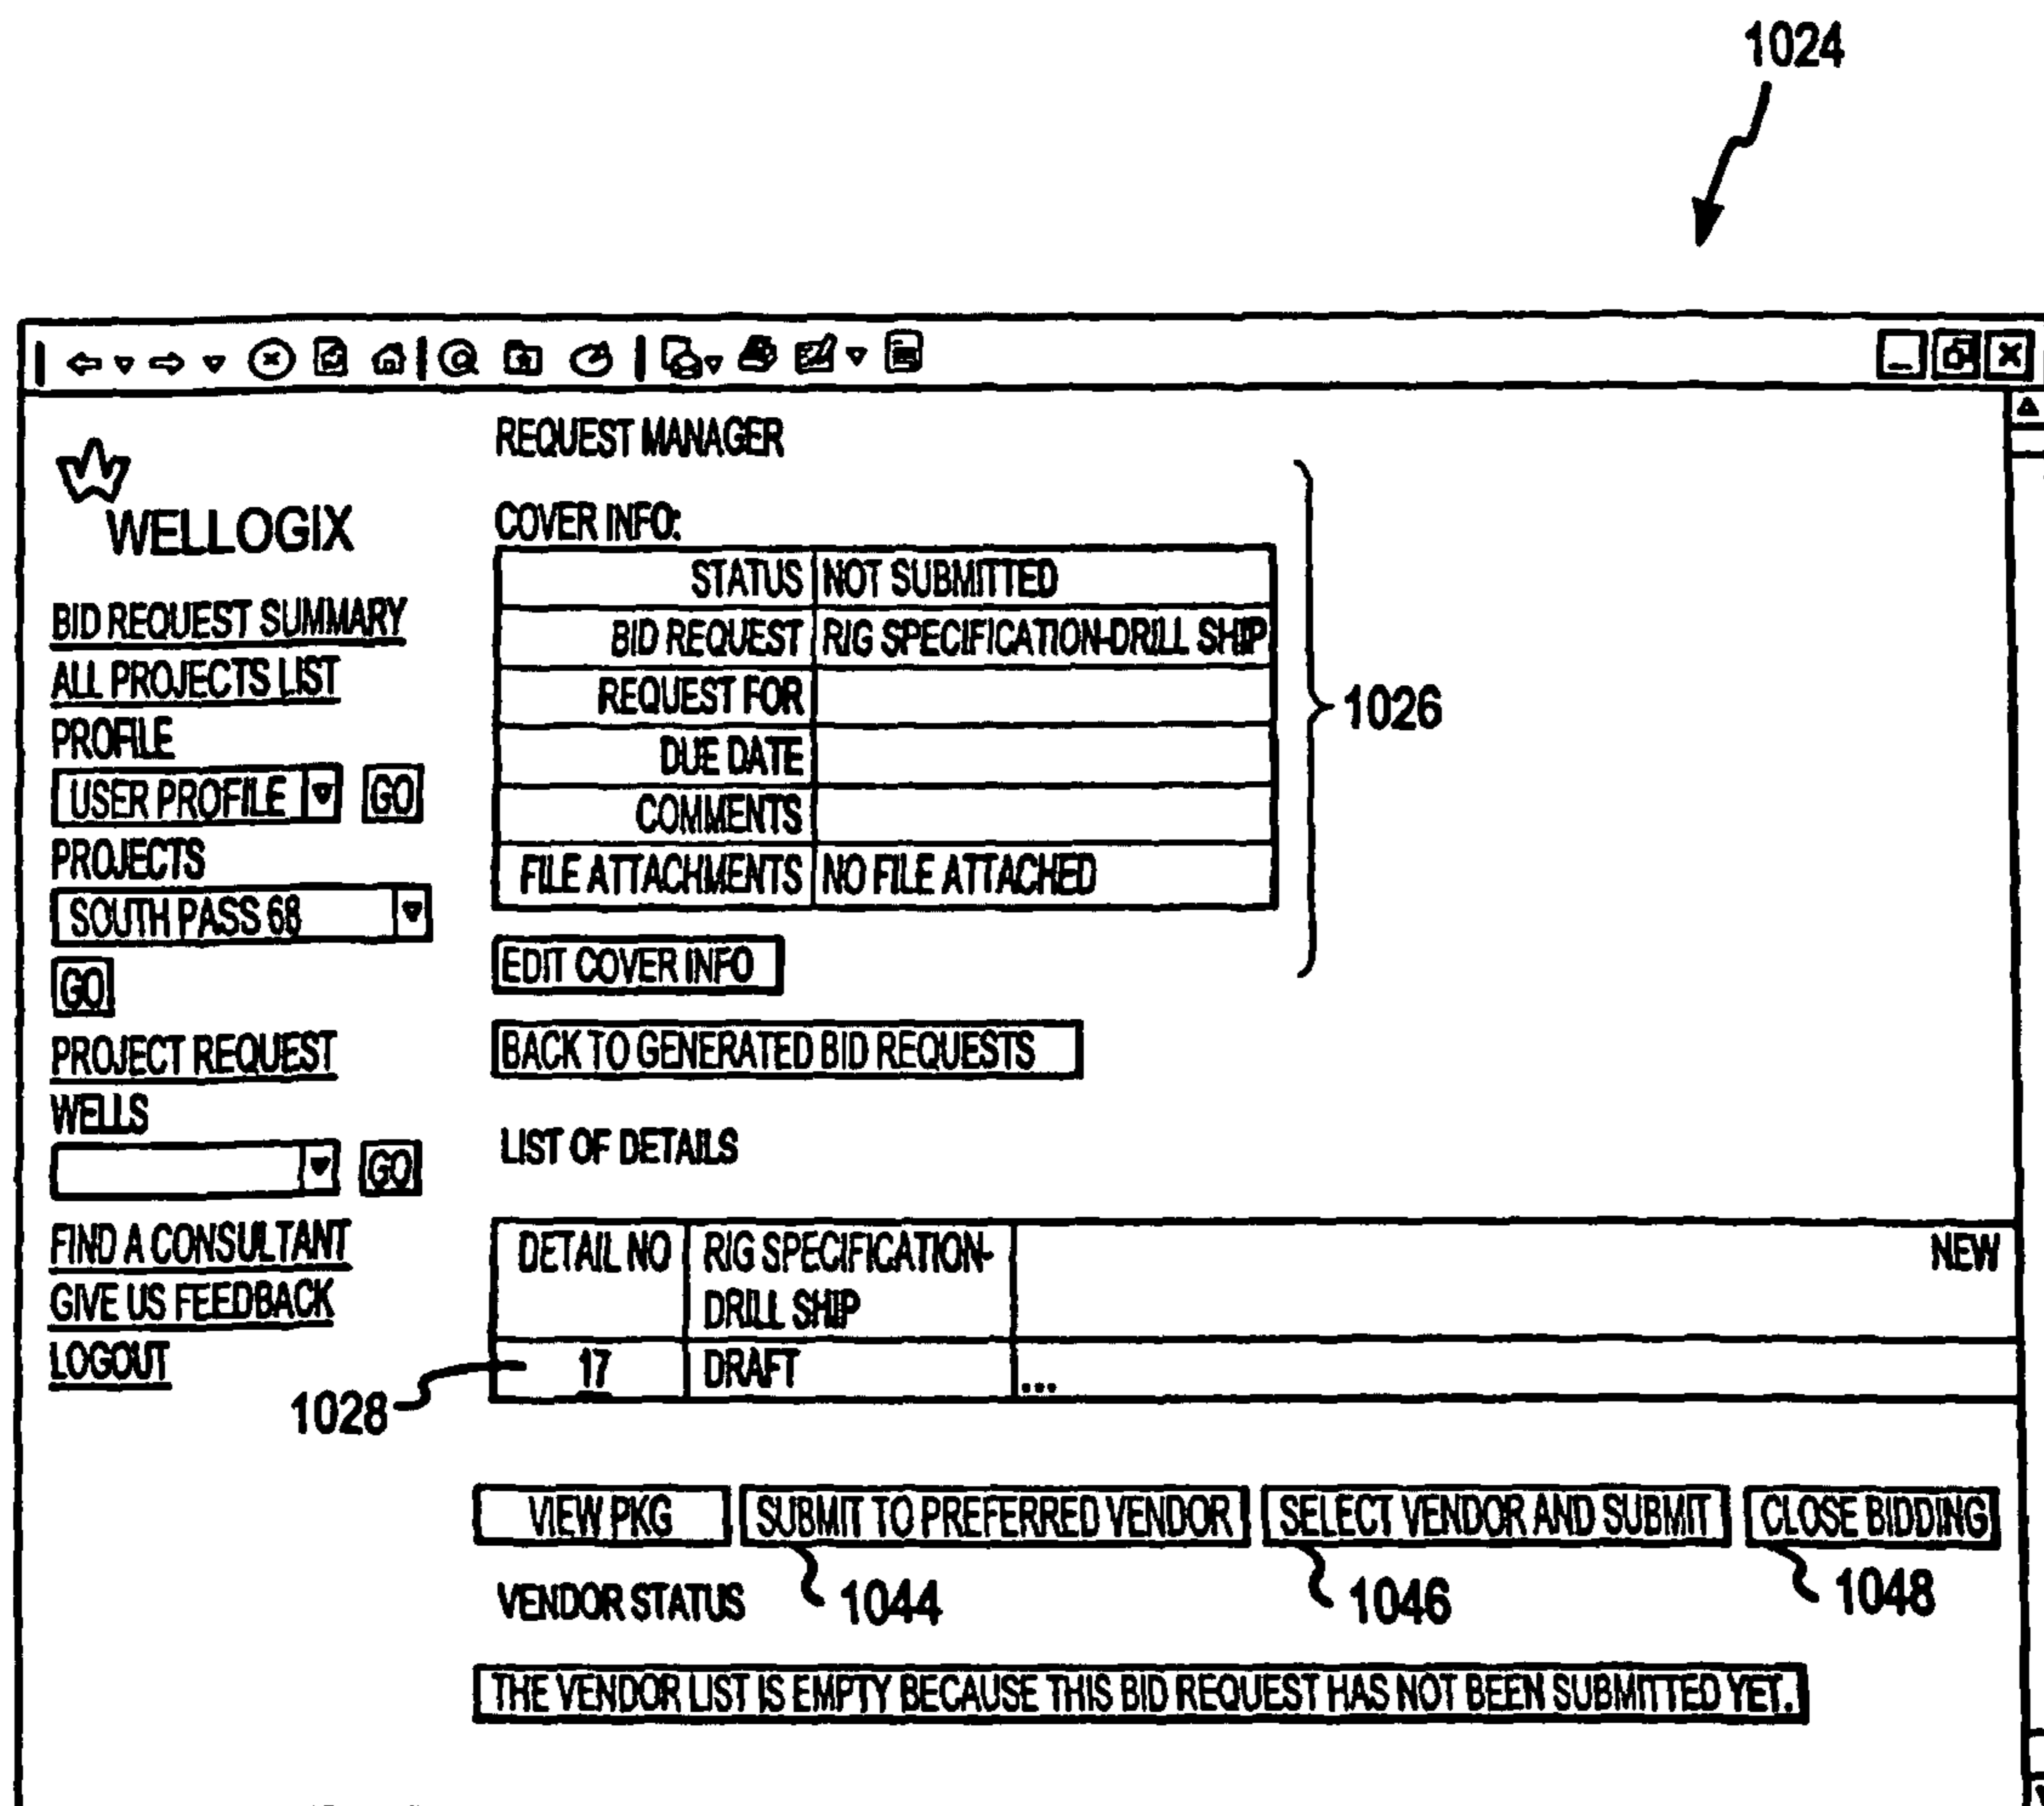 1024
WELLOGIX
BID REQUEST SUMMARY
ALL PROJECTS LIST
PROFILE
USER PROFILE GO
PROJECTS
SOUTH PASS 68
GO
PROJECT REQUEST
WELLS
GO
FIND A CONSULTANT
GIVE US FEEDBACK
LOGOUT
REQUEST MANAGER
COVER INFO:
STATUS NOT SUBMITTED
BID REQUEST RIG SPECIFICATION-DRILL SHIP
REQUEST FOR
DUE DATE
COMMENTS
FILE ATTACHMENTS NO FILE ATTACHED
1026
EDIT COVER INFO
BACK TO GENERATED BID REQUESTS
LIST OF DETAILS
DETAIL NO RIG SPECIFICATION- NEW
DRILL SHIP
17 DRAFT ...
1028
VIEW PKG SUBMIT TO PREFERRED VENDOR SELECT VENDOR AND SUBMIT CLOSE BIDDING
VENDOR STATUS 1044 1046 1048
THE VENDOR LIST IS EMPTY BECAUSE THIS BID REQUEST HAS NOT BEEN SUBMITTED YET.